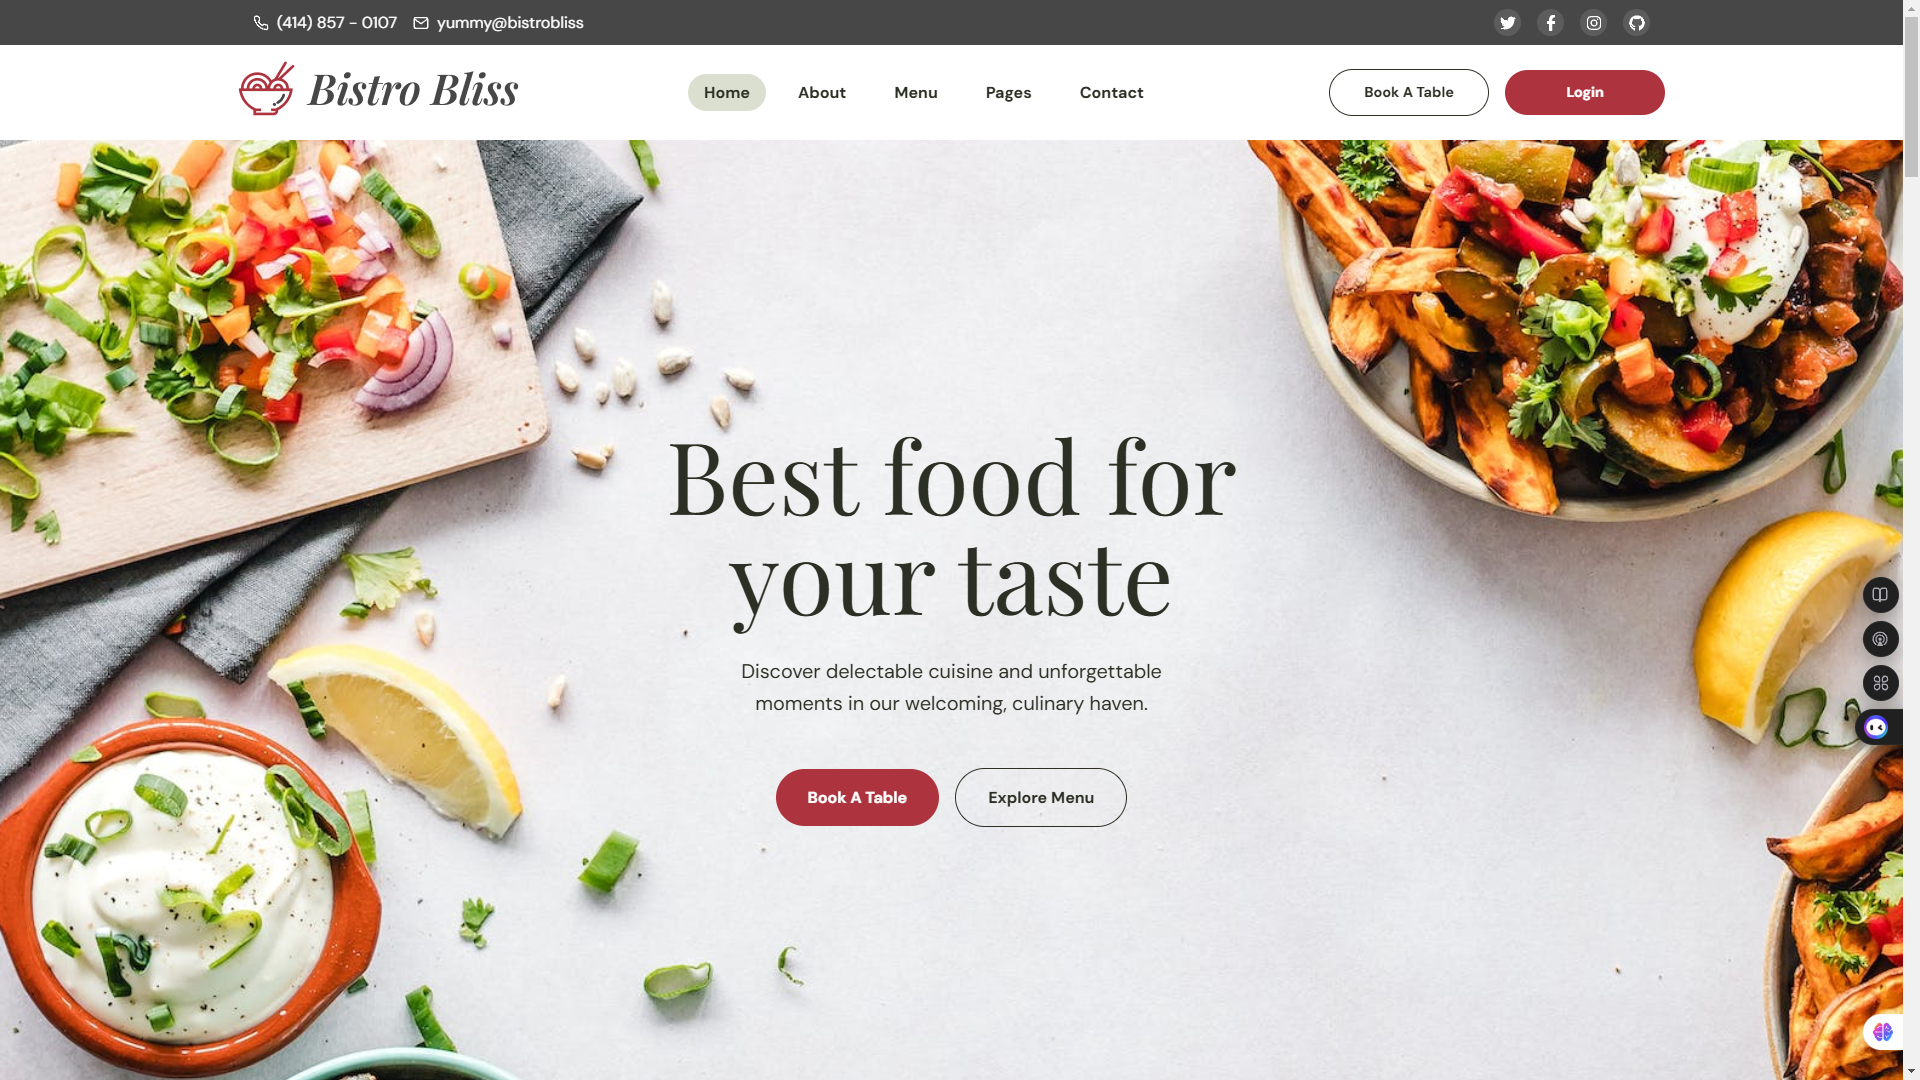 (414) 857 - 0107 yummy@bistrobliss
Bistro Bliss
Home About Menu Pages Contact
Book A Table Login
Best food for
your taste
Discover delectable cuisine and unforgettable
moments in our welcoming, culinary haven.
Book A Table Explore Menu